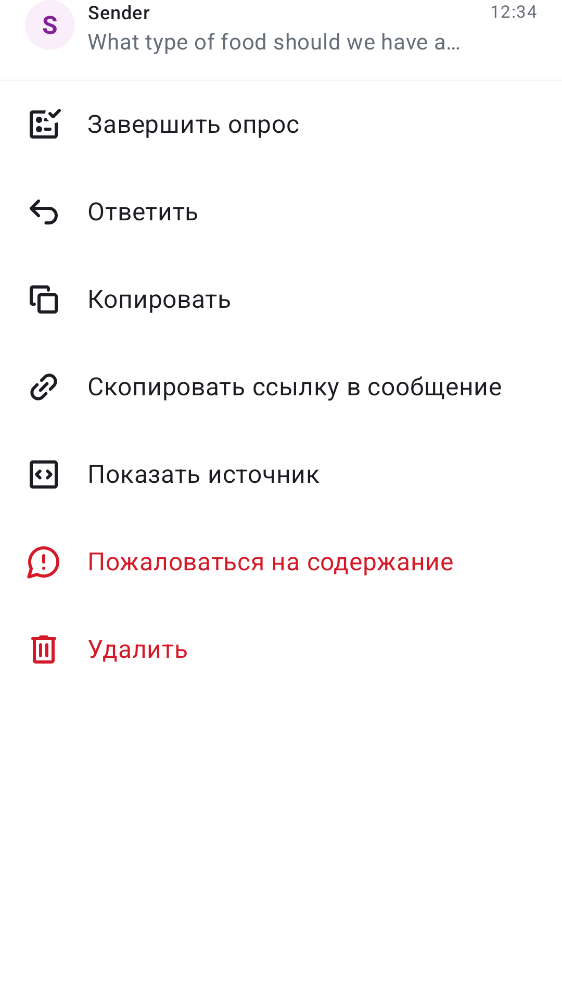 S
Sender
12:34
What type of food should we have a…
Завершить опрос
Ответить
Копировать
Скопировать ссылку в сообщение
Показать источник
Пожаловаться на содержание
Удалить